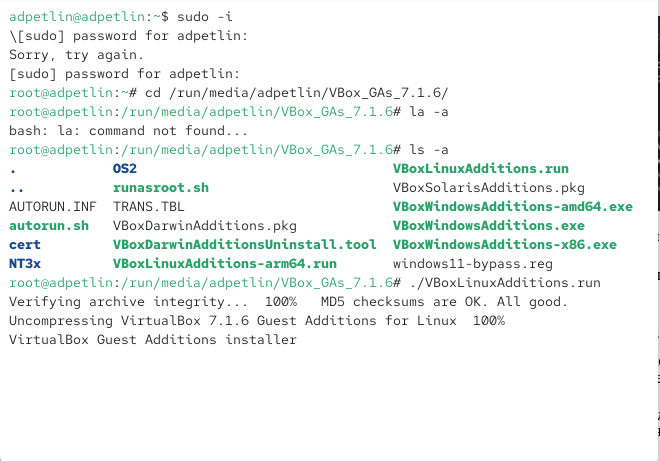 adpetlin@adpetlin:~$ sudo -i
\[sudo] password for adpetlin:
Sorry, try again.
[sudo] password for adpetlin:
root@adpetlin:~# cd /run/media/adpetlin/VBox_GAs_7.1.6/
root@adpetlin:/run/media/adpetlin/VBox_GAs_7.1.6# la -a
bash: la: command not found...
root@adpetlin:/run/media/adpetlin/VBox_GAs_7.1.6# ls -a
.            OS2                                VBoxLinuxAdditions.run
..           runasroot.sh                       VBoxSolarisAdditions.pkg
AUTORUN.INF  TRANS.TBL                          VBoxWindowsAdditions-amd64.exe
autorun.sh   VBoxDarwinAdditions.pkg            VBoxWindowsAdditions.exe
cert         VBoxDarwinAdditionsUninstall.tool  VBoxWindowsAdditions-x86.exe
NT3x         VBoxLinuxAdditions-arm64.run       windows11-bypass.reg
root@adpetlin:/run/media/adpetlin/VBox_GAs_7.1.6# ./VBoxLinuxAdditions.run
Verifying archive integrity...  100%   MD5 checksums are OK. All good.
Uncompressing VirtualBox 7.1.6 Guest Additions for Linux  100%
VirtualBox Guest Additions installer